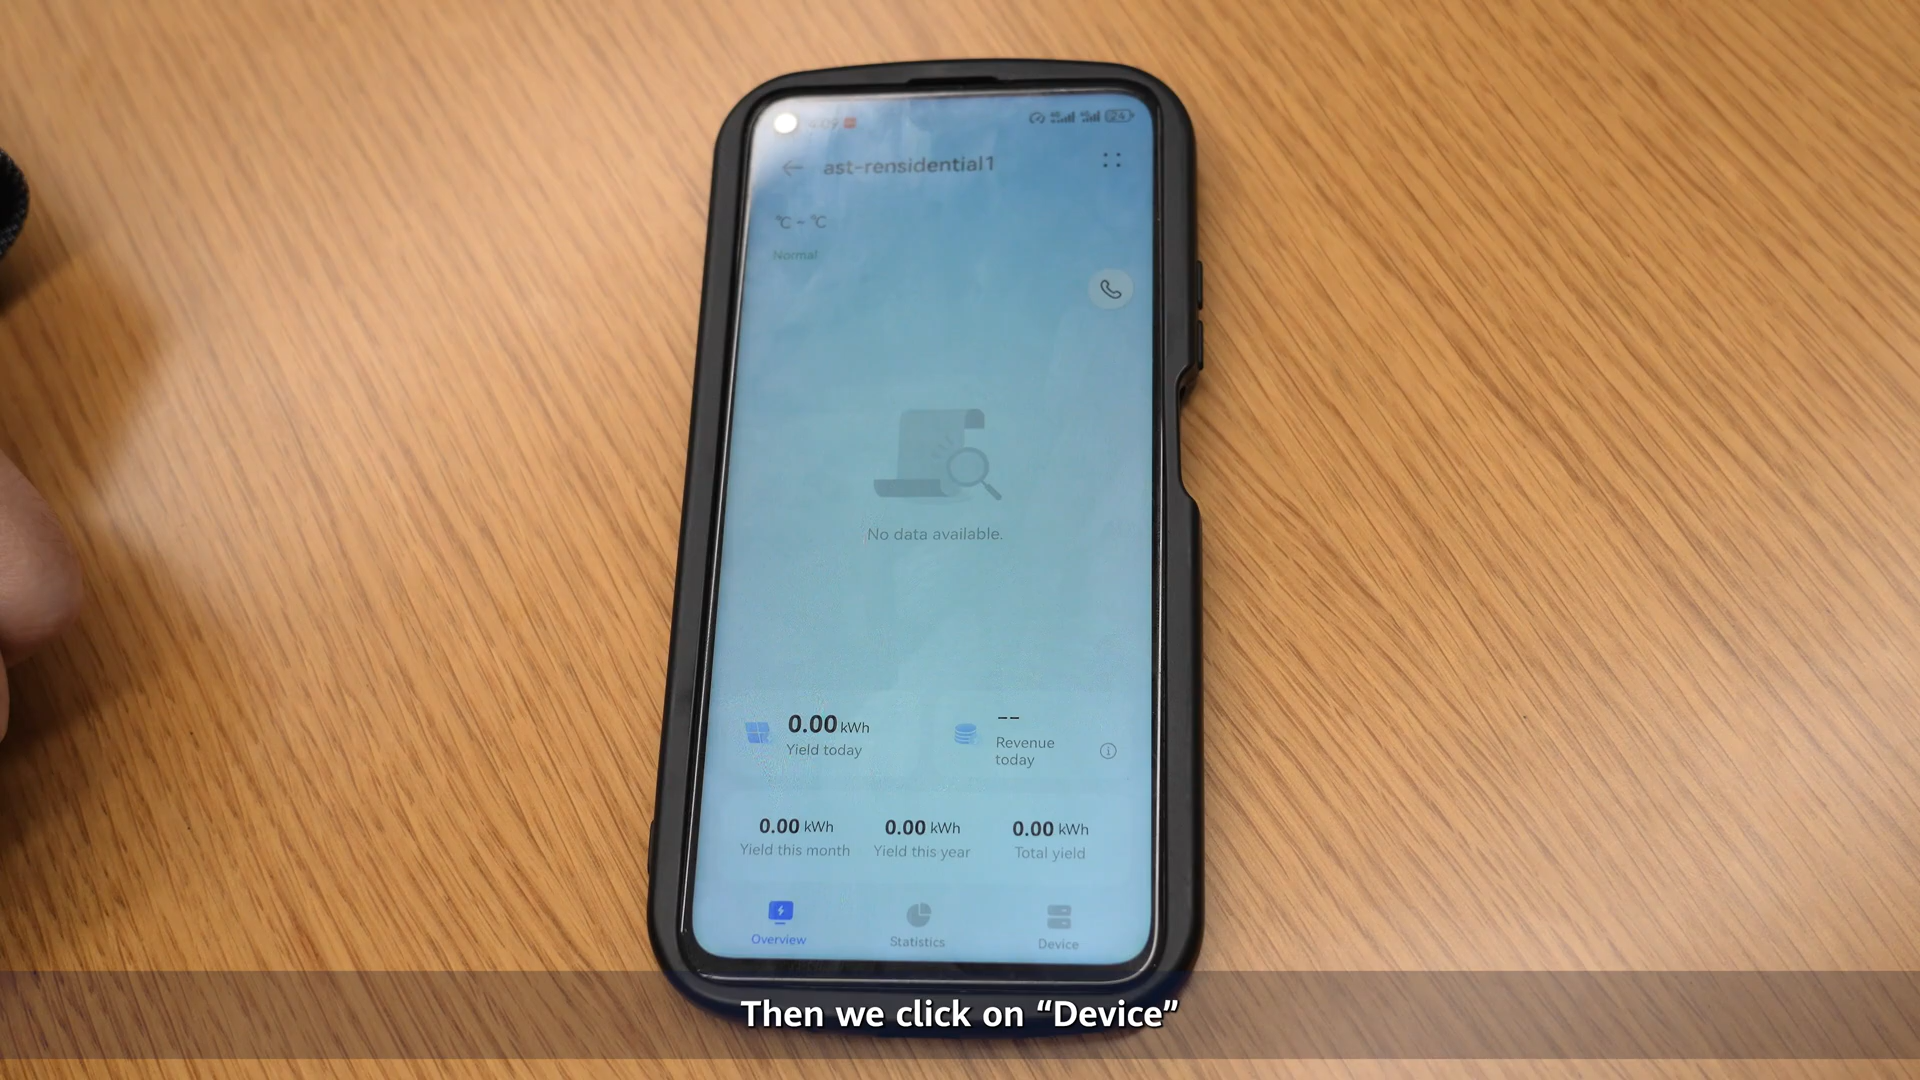 24
ast-rensidential1
℃ ~ ℃
Normal
No data available.
0.00 kWh
Yield today
--
Revenue
today
0.00 kWh
Yield this month
0.00 kWh
Yield this year
0.00 kWh
Total yield
Overview
Statistics
Device
Then we click on “Device”